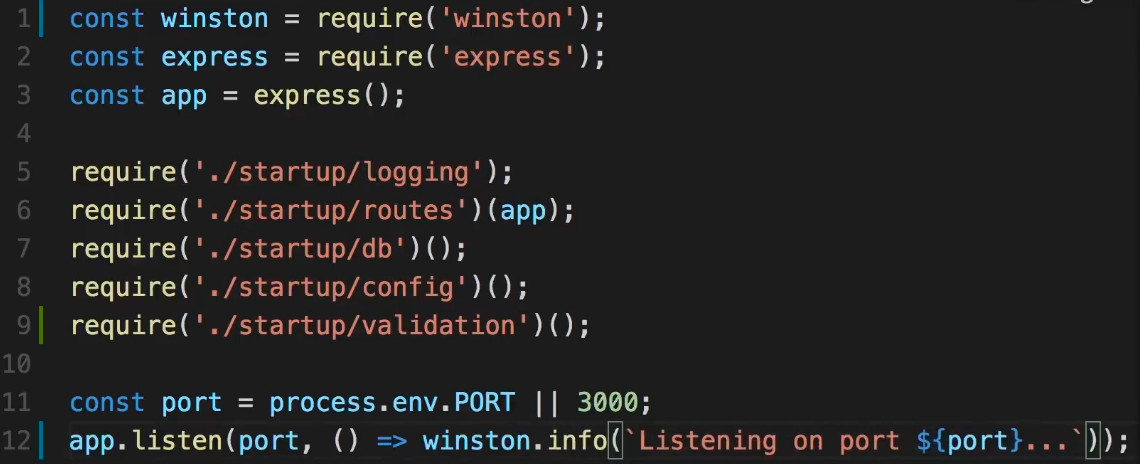 1 const winston = require('winston');
2 const express = require('express');
3 const app = express();
4
5 require('./startup/logging');
6 require('./startup/routes')(app);
7 require('./startup/db')();
8 require('./startup/config')();
9 require('./startup/validation')();
10
11 const port = process.env.PORT || 3000;
12 app.listen(port, () => winston.info(`Listening on port ${port}...`));